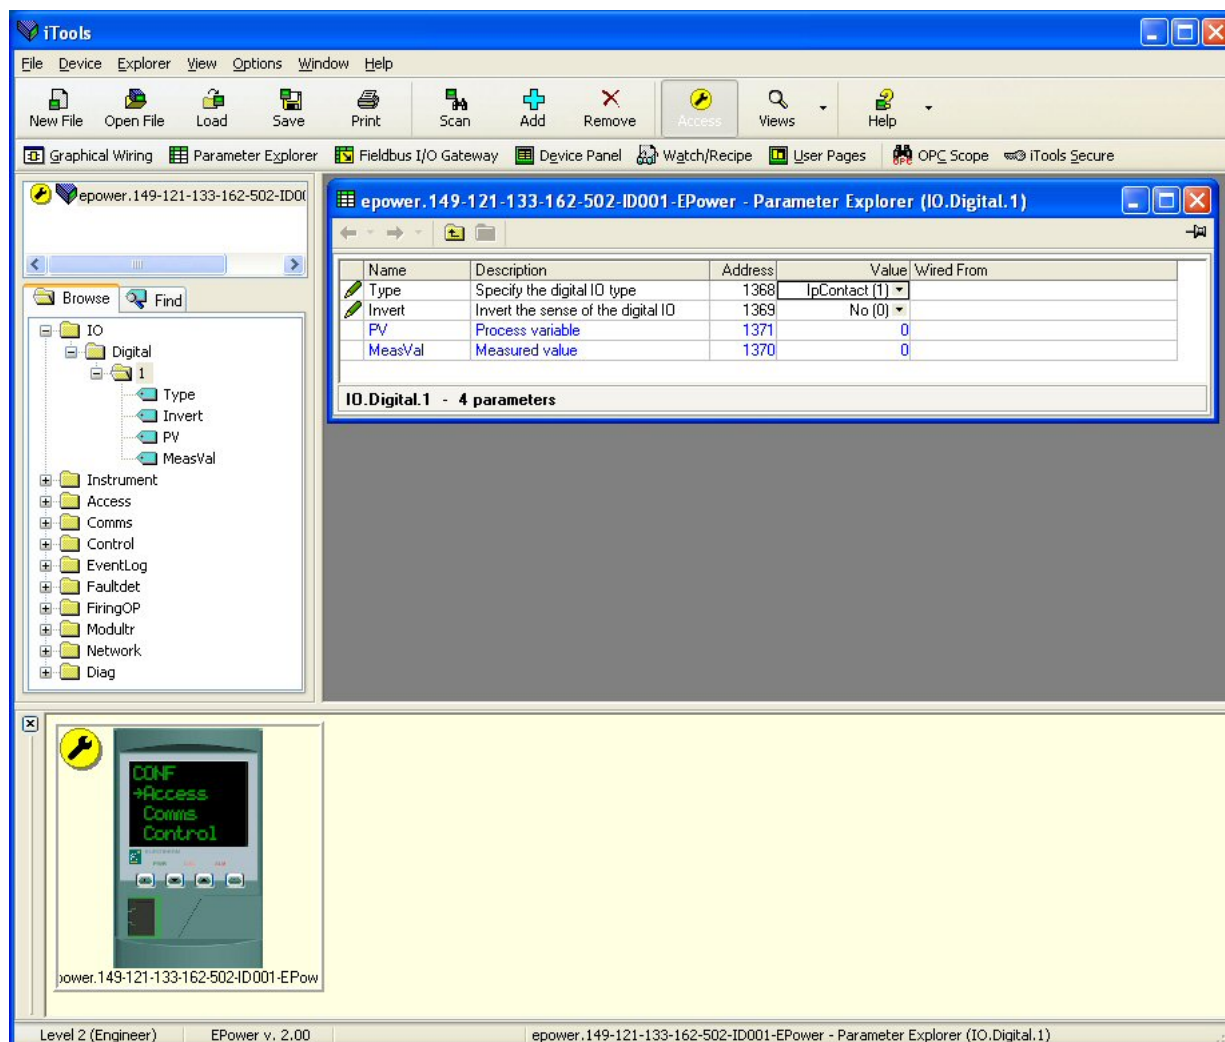 iTools
File Device Explorer View Options Window Help
New File Open File Load Save Print Scan Add Remove Access Views Help
Graphical Wiring Parameter Explorer Fieldbus I/O Gateway Device Panel Watch/Recipe User Pages OPC Scope iTools Secure
epower.149-121-133-162-502-ID0
epower.149-121-133-162-502-ID001-EPower - Parameter Explorer (IO.Digital.1)
Name Description Address Value Wired From
Type Specify the digital IO type 1368 IpContact (1)
Invert Invert the sense of the digital IO 1369 No (0)
PV Process variable 1371 0
MeasVal Measured value 1370 0
IO.Digital.1 - 4 parameters
Browse Find
IO
Digital
1
Type
Invert
PV
MeasVal
Instrument
Access
Comms
Control
EventLog
Faultdet
FiringOP
Modultr
Network
Diag
CONF
→Access
Comms
Control
power.149-121-133-162-502-ID001-EPow
Level 2 (Engineer) EPower v. 2.00 epower.149-121-133-162-502-ID001-EPower - Parameter Explorer (IO.Digital.1)